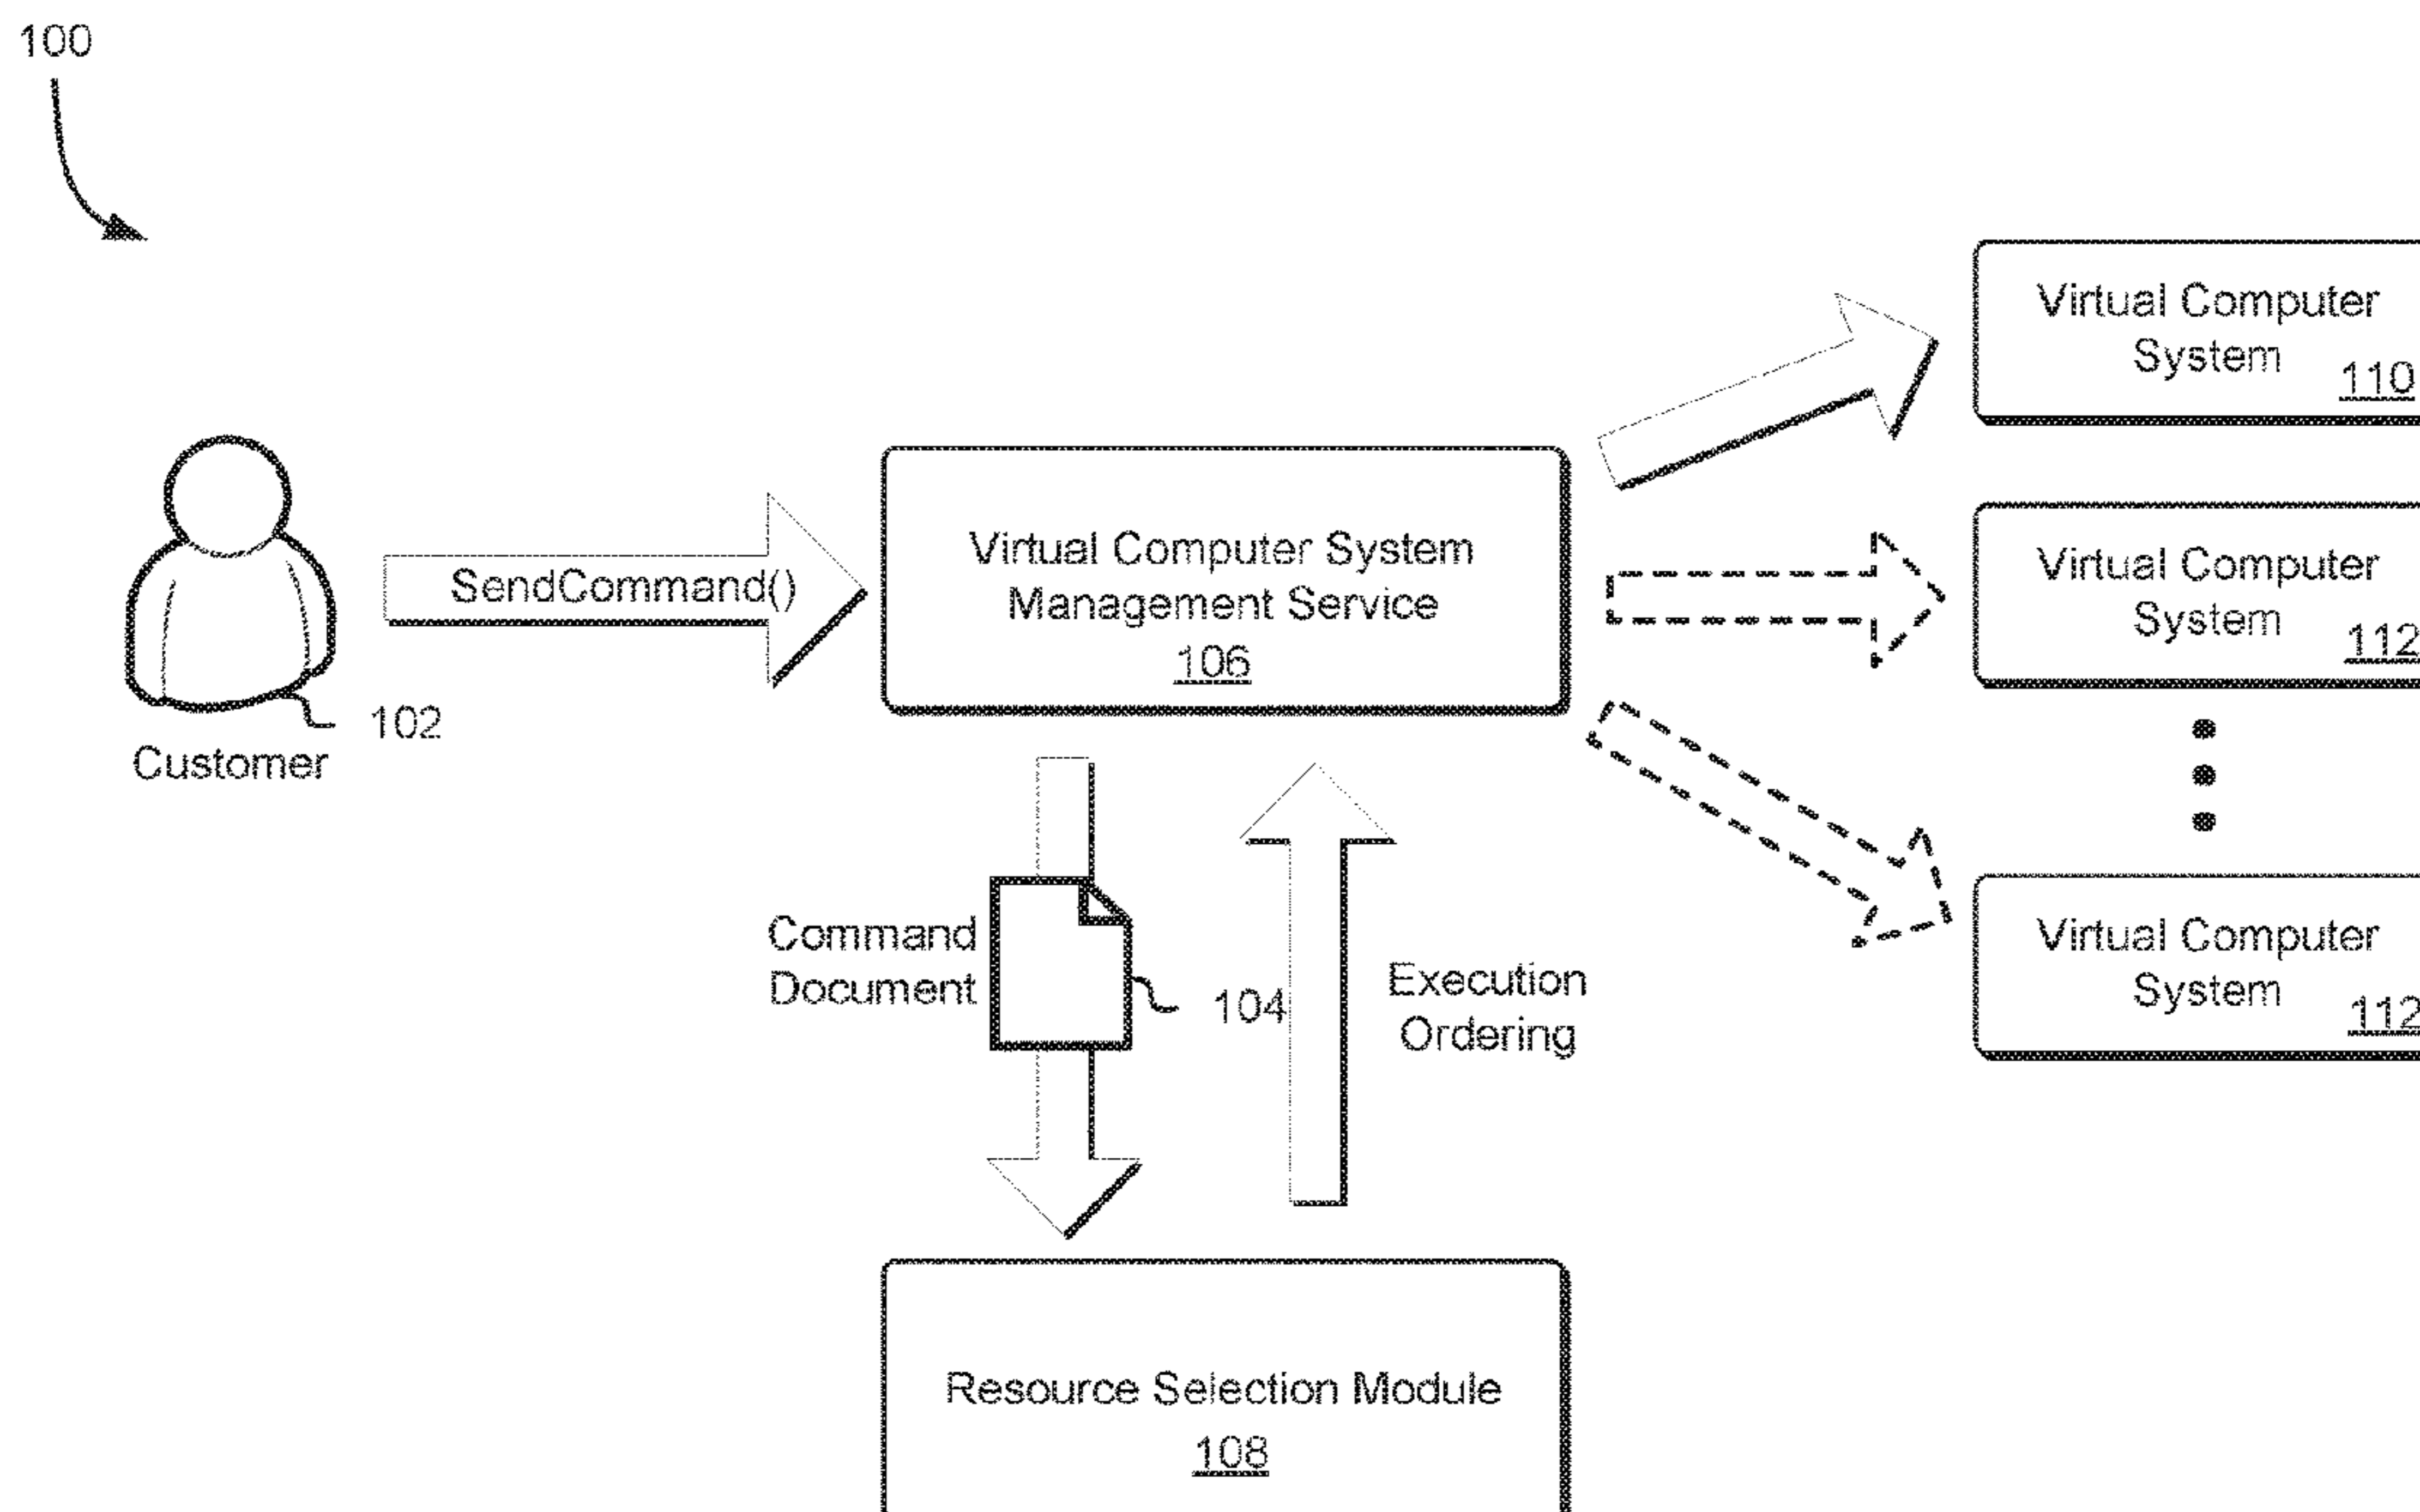 100
Virtual Computer
System
110
Virtual Computer System
Management Service
106
SendCommand()
Virtual Computer
System
112
102
Customer
Command
Document
104
Execution
Ordering
Virtual Computer
System
112
Resource Selection Module
108